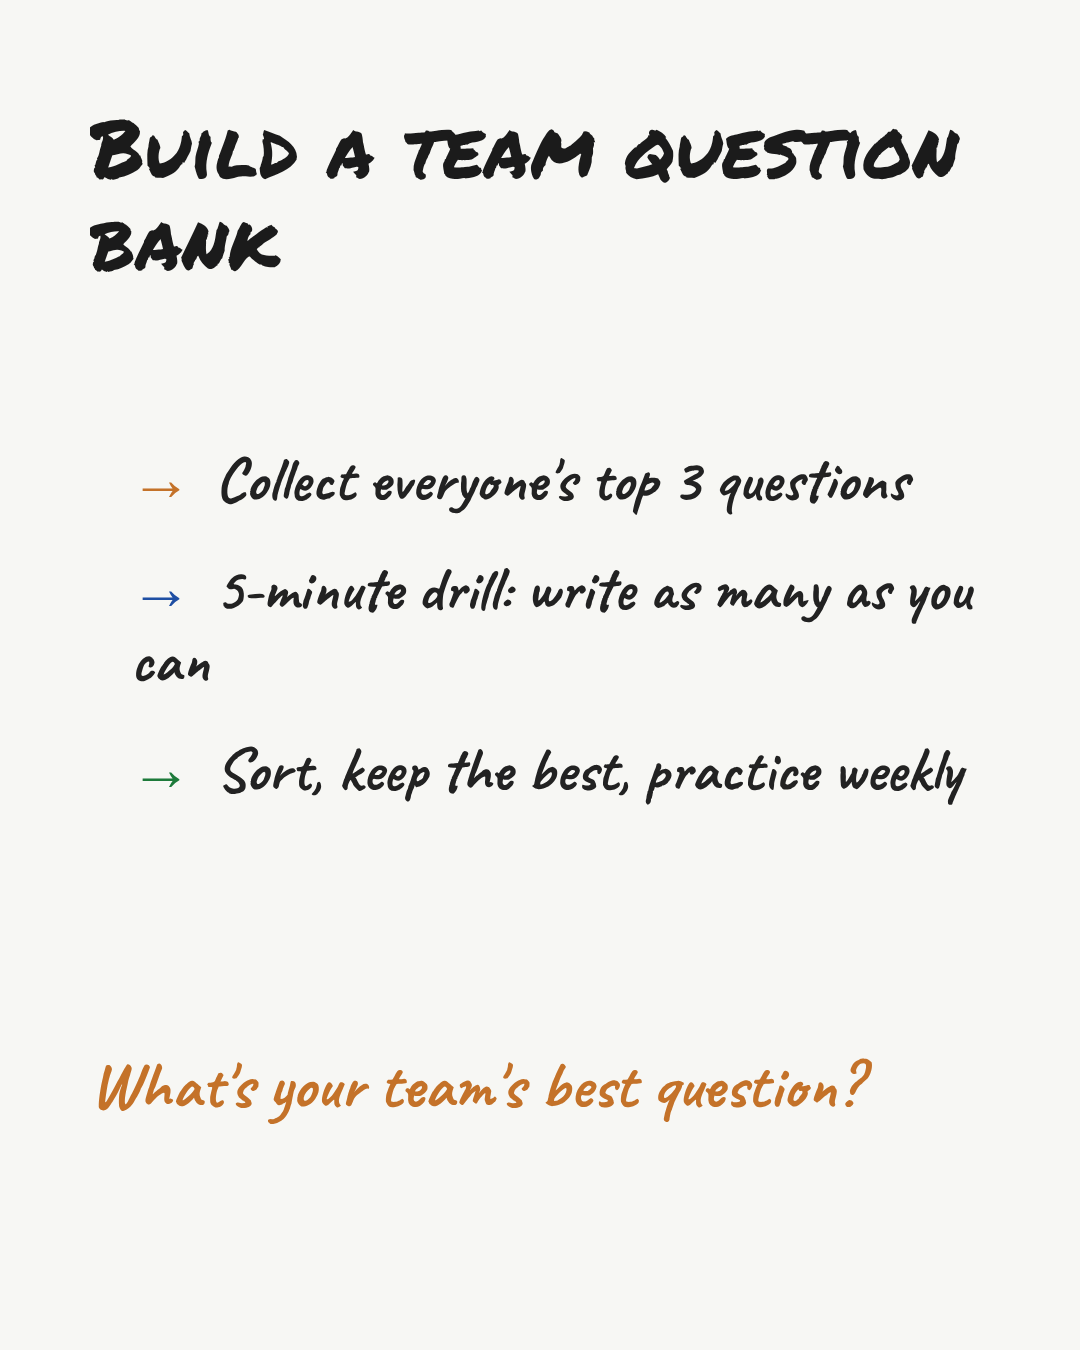 Build a team question
bank
→ Collect everyone's top 3 questions
→ 5-minute drill: write as many as you
can
→ Sort, keep the best, practice weekly
What's your team's best question?